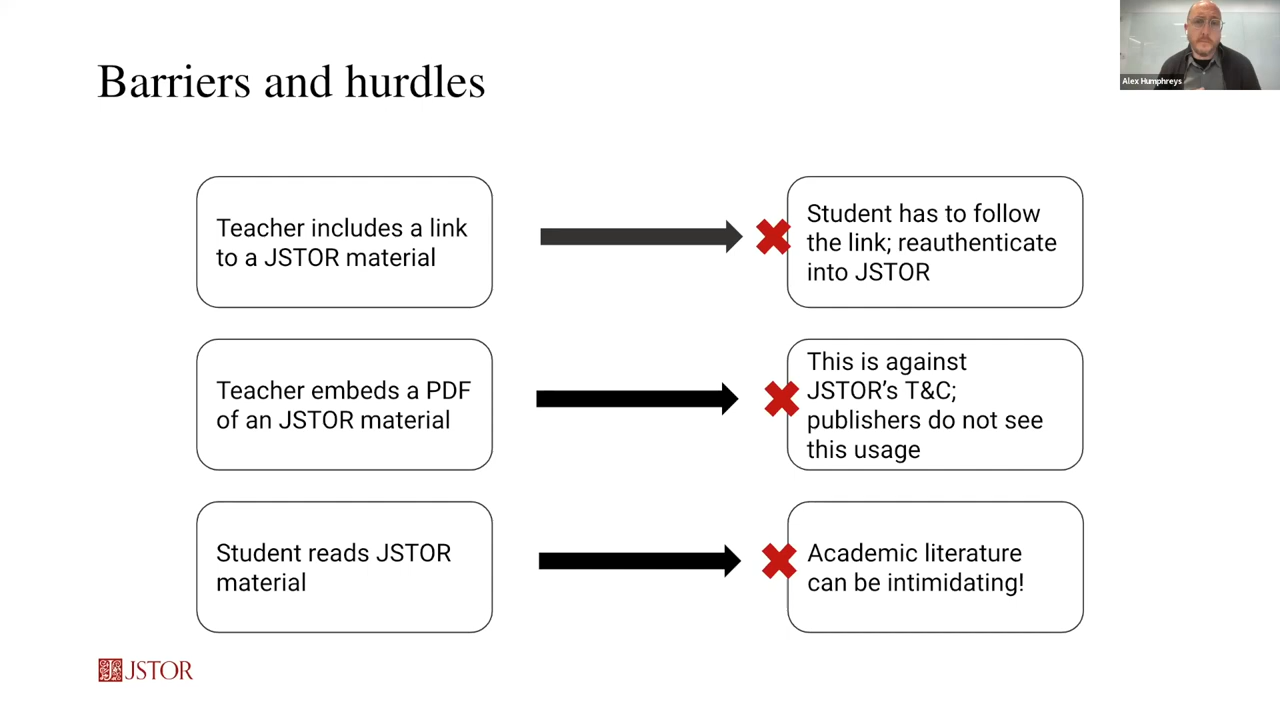 Alex Humphreys
Barriers and hurdles
Teacher includes a link
to a JSTOR material
Student has to follow
the link; reauthenticate
into JSTOR
Teacher embeds a PDF
of an JSTOR material
This is against
JSTOR’s T&C;
publishers do not see
this usage
Student reads JSTOR
material
Academic literature
can be intimidating!
JSTOR